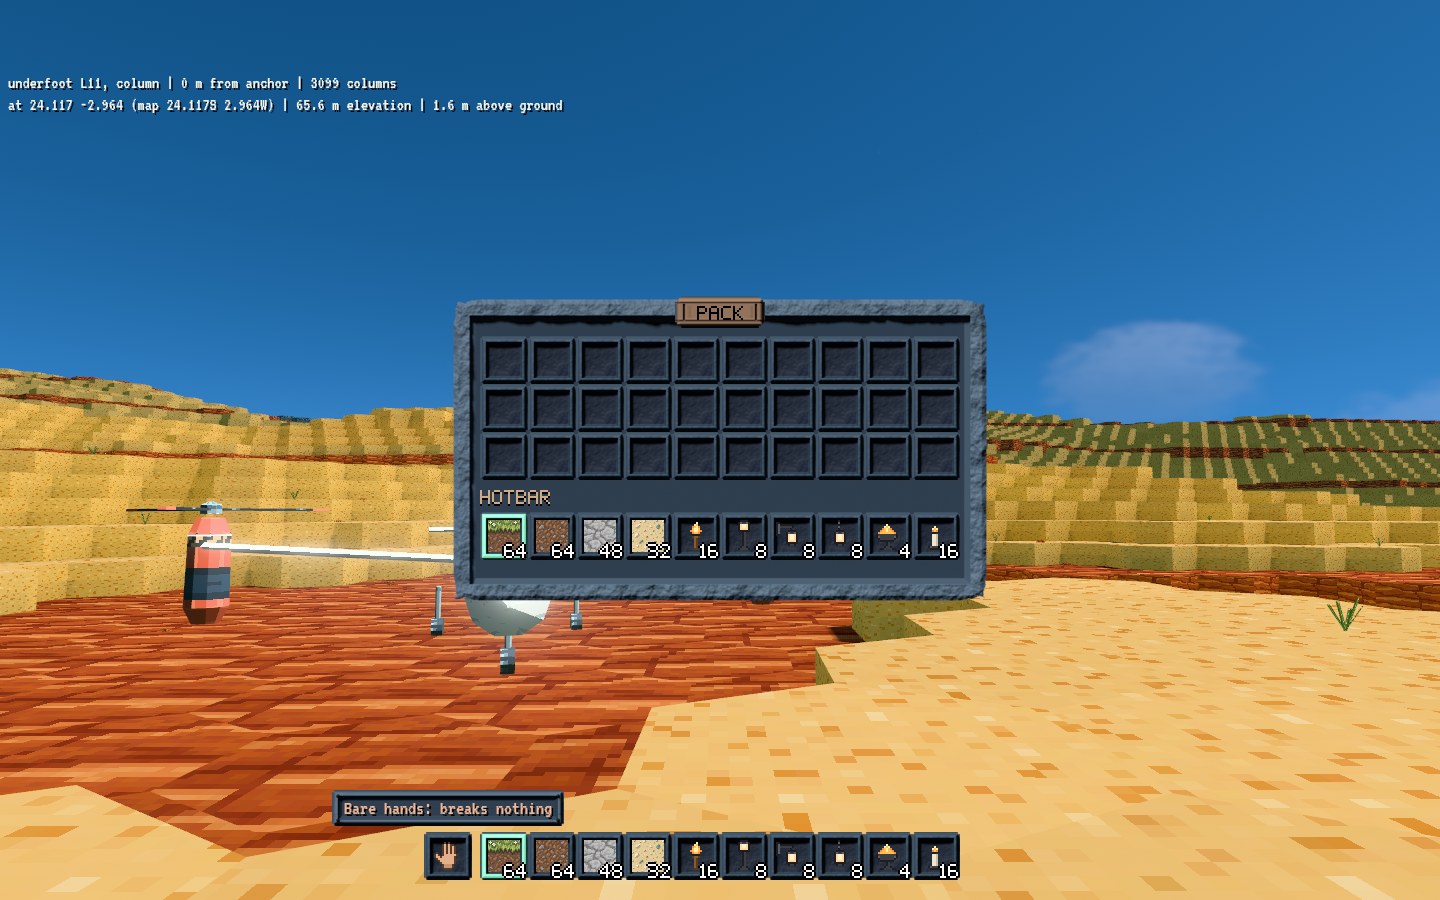 underfoot L11, column | 0 m from anchor | 3099 columns
at 24.117 -2.964 (map 24.117S 2.964W) | 65.6 m elevation | 1.6 m above ground
PACK
HOTBAR
64 64 48 32 16 8 8 8 4 16
Bare hands: breaks nothing
64 64 48 32 16 8 8 8 4 16